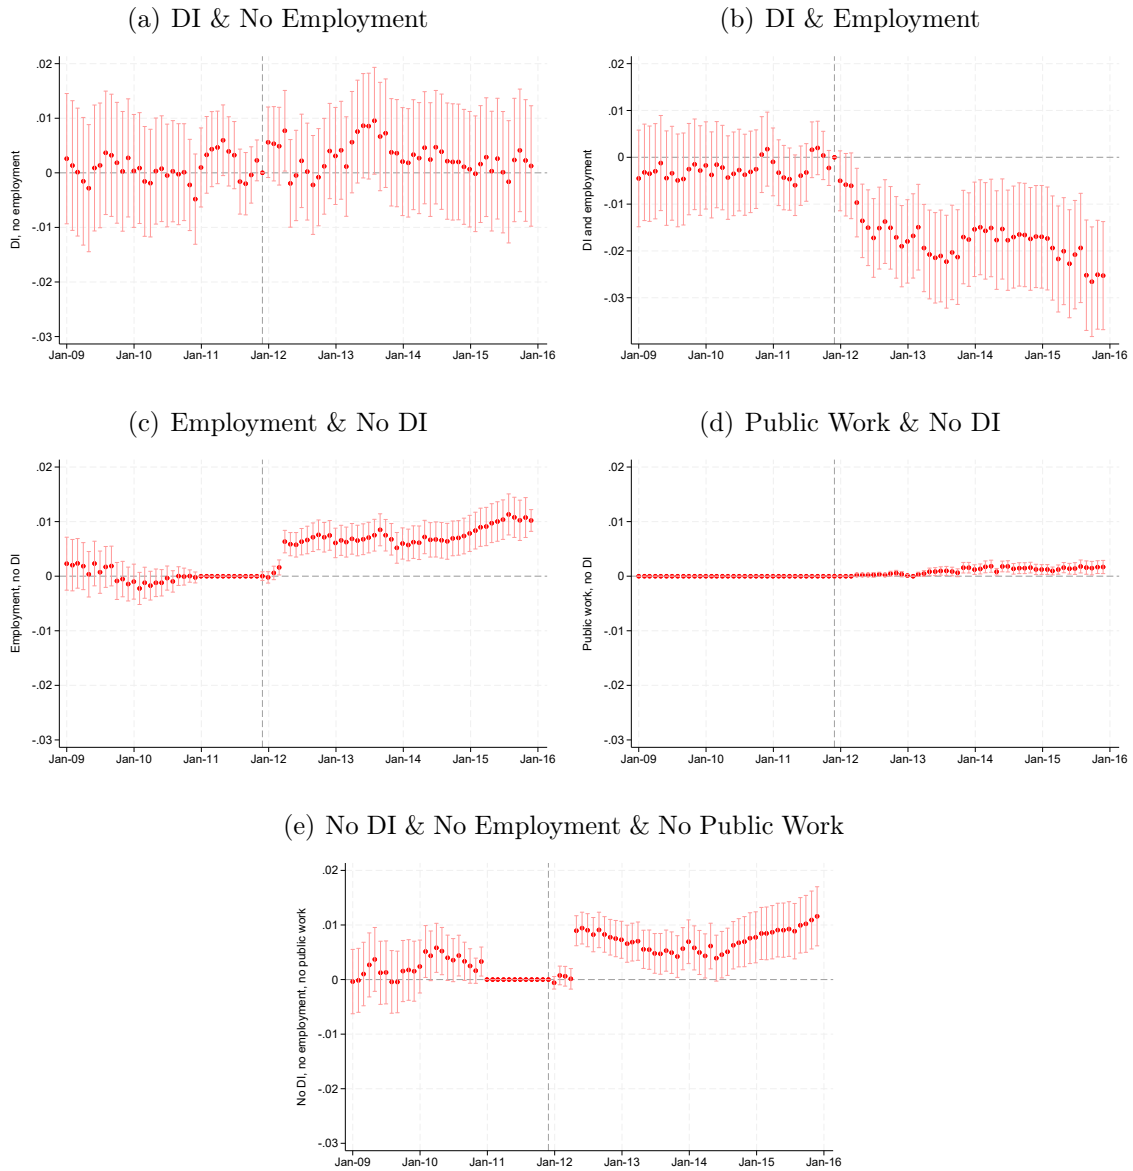 (a) DI & No Employment
DI, no employment
.02
.01
0
-.01
-.02
-.03
Jan-09 Jan-10 Jan-11 Jan-12 Jan-13 Jan-14 Jan-15 Jan-16
(b) DI & Employment
DI and employment
.02
.01
0
-.01
-.02
-.03
Jan-09 Jan-10 Jan-11 Jan-12 Jan-13 Jan-14 Jan-15 Jan-16
(c) Employment & No DI
Employment, no DI
.02
.01
0
-.01
-.02
-.03
Jan-09 Jan-10 Jan-11 Jan-12 Jan-13 Jan-14 Jan-15 Jan-16
(d) Public Work & No DI
Public work, no DI
.02
.01
0
-.01
-.02
-.03
Jan-09 Jan-10 Jan-11 Jan-12 Jan-13 Jan-14 Jan-15 Jan-16
(e) No DI & No Employment & No Public Work
No DI, no employment, no public work
.02
.01
0
-.01
-.02
-.03
Jan-09 Jan-10 Jan-11 Jan-12 Jan-13 Jan-14 Jan-15 Jan-16